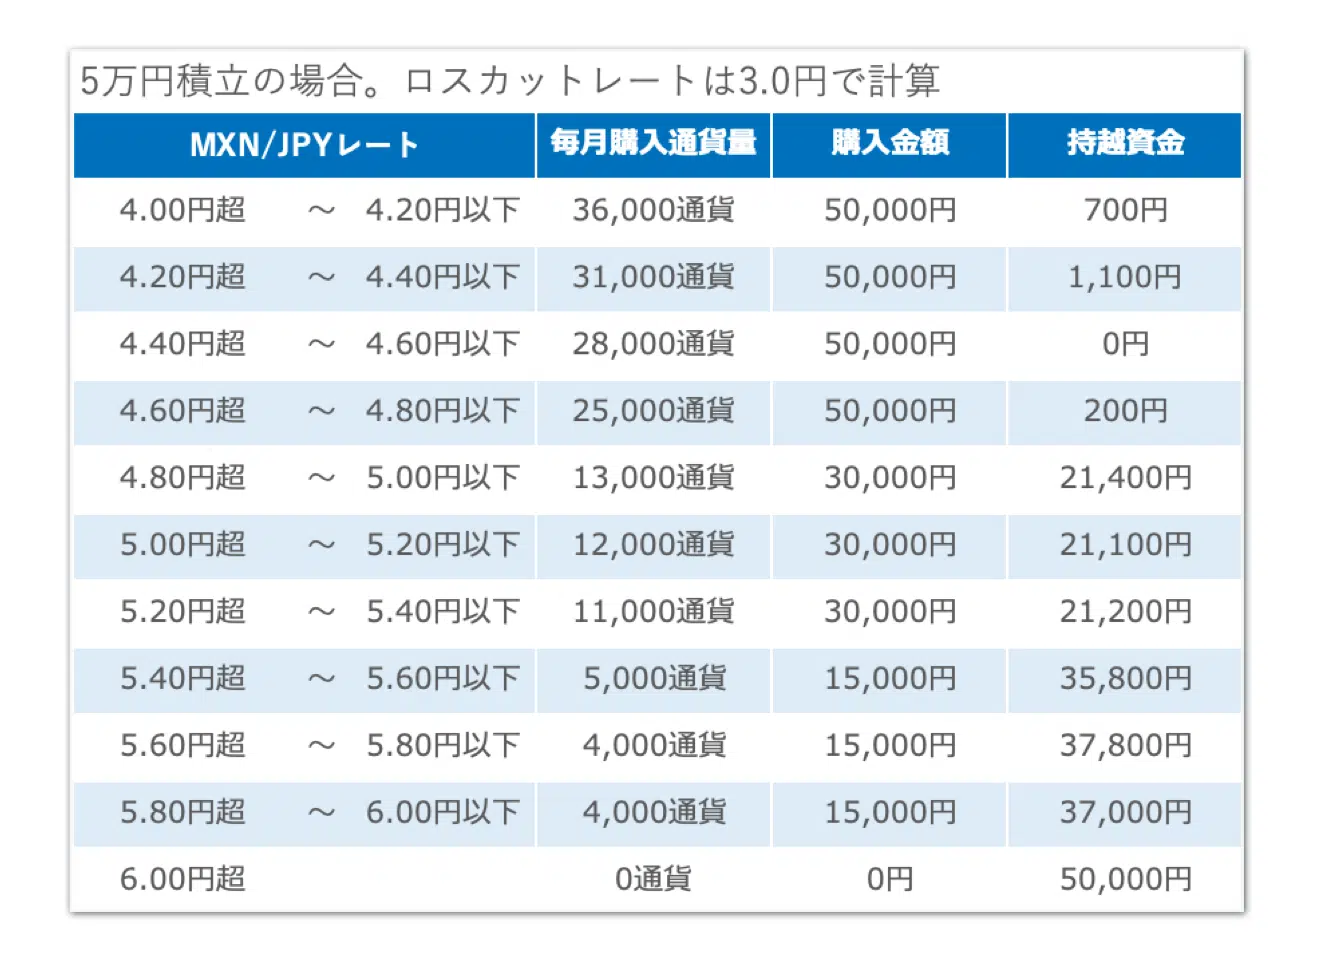 5万円積立の場合。ロスカットレートは3.0円で計算
MXN/JPYレート 毎月購入通貨量 購入金額 持越資金
4.00円超 ～ 4.20円以下 36,000通貨 50,000円 700円
4.20円超 ～ 4.40円以下 31,000通貨 50,000円 1,100円
4.40円超 ～ 4.60円以下 28,000通貨 50,000円 0円
4.60円超 ～ 4.80円以下 25,000通貨 50,000円 200円
4.80円超 ～ 5.00円以下 13,000通貨 30,000円 21,400円
5.00円超 ～ 5.20円以下 12,000通貨 30,000円 21,100円
5.20円超 ～ 5.40円以下 11,000通貨 30,000円 21,200円
5.40円超 ～ 5.60円以下 5,000通貨 15,000円 35,800円
5.60円超 ～ 5.80円以下 4,000通貨 15,000円 37,800円
5.80円超 ～ 6.00円以下 4,000通貨 15,000円 37,000円
6.00円超 0通貨 0円 50,000円